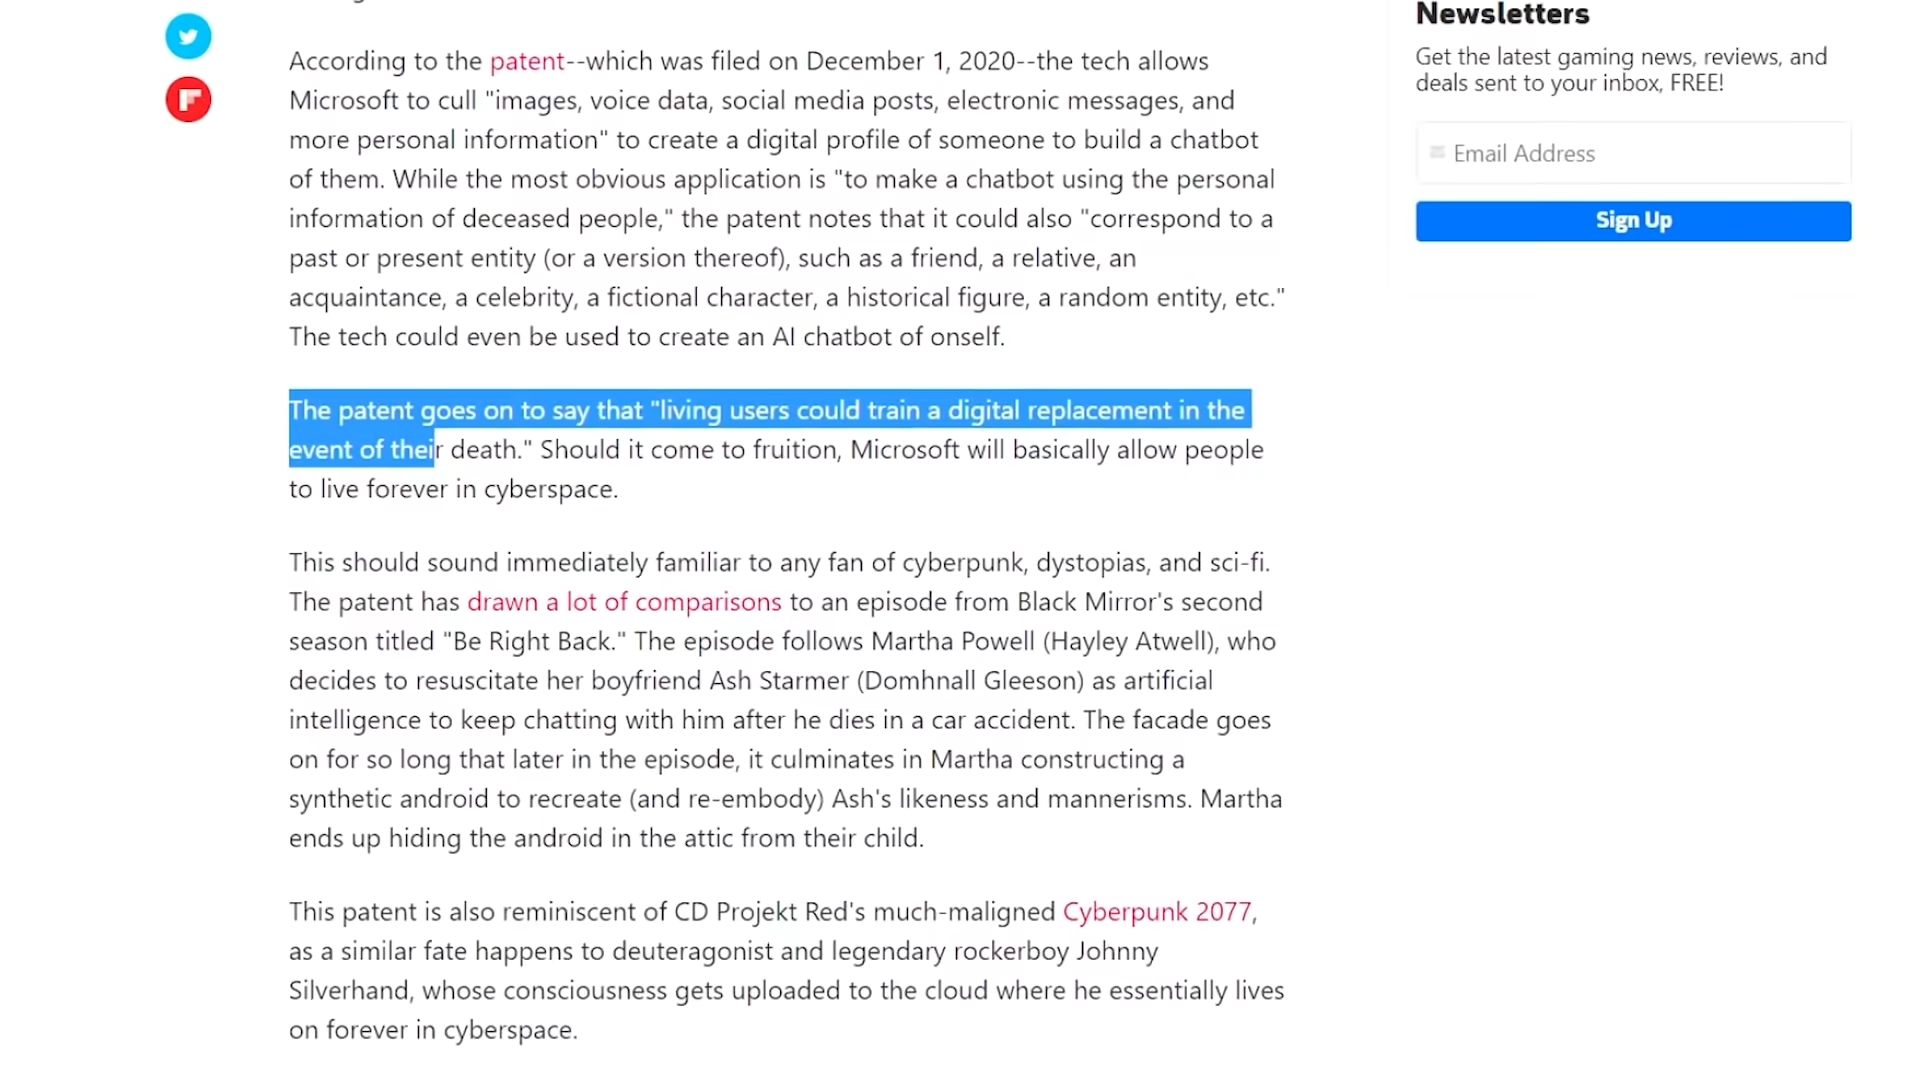 According to the patent--which was filed on December 1, 2020--the tech allows
Microsoft to cull "images, voice data, social media posts, electronic messages, and
more personal information" to create a digital profile of someone to build a chatbot
of them. While the most obvious application is "to make a chatbot using the personal
information of deceased people," the patent notes that it could also "correspond to a
past or present entity (or a version thereof), such as a friend, a relative, an
acquaintance, a celebrity, a fictional character, a historical figure, a random entity, etc."
The tech could even be used to create an AI chatbot of onself.
The patent goes on to say that "living users could train a digital replacement in the
event of their death." Should it come to fruition, Microsoft will basically allow people
to live forever in cyberspace.
This should sound immediately familiar to any fan of cyberpunk, dystopias, and sci-fi.
The patent has drawn a lot of comparisons to an episode from Black Mirror's second
season titled "Be Right Back." The episode follows Martha Powell (Hayley Atwell), who
decides to resuscitate her boyfriend Ash Starmer (Domhnall Gleeson) as artificial
intelligence to keep chatting with him after he dies in a car accident. The facade goes
on for so long that later in the episode, it culminates in Martha constructing a
synthetic android to recreate (and re-embody) Ash's likeness and mannerisms. Martha
ends up hiding the android in the attic from their child.
This patent is also reminiscent of CD Projekt Red's much-maligned Cyberpunk 2077,
as a similar fate happens to deuteragonist and legendary rockerboy Johnny
Silverhand, whose consciousness gets uploaded to the cloud where he essentially lives
on forever in cyberspace.
Newsletters
Get the latest gaming news, reviews, and
deals sent to your inbox, FREE!
Email Address
Sign Up